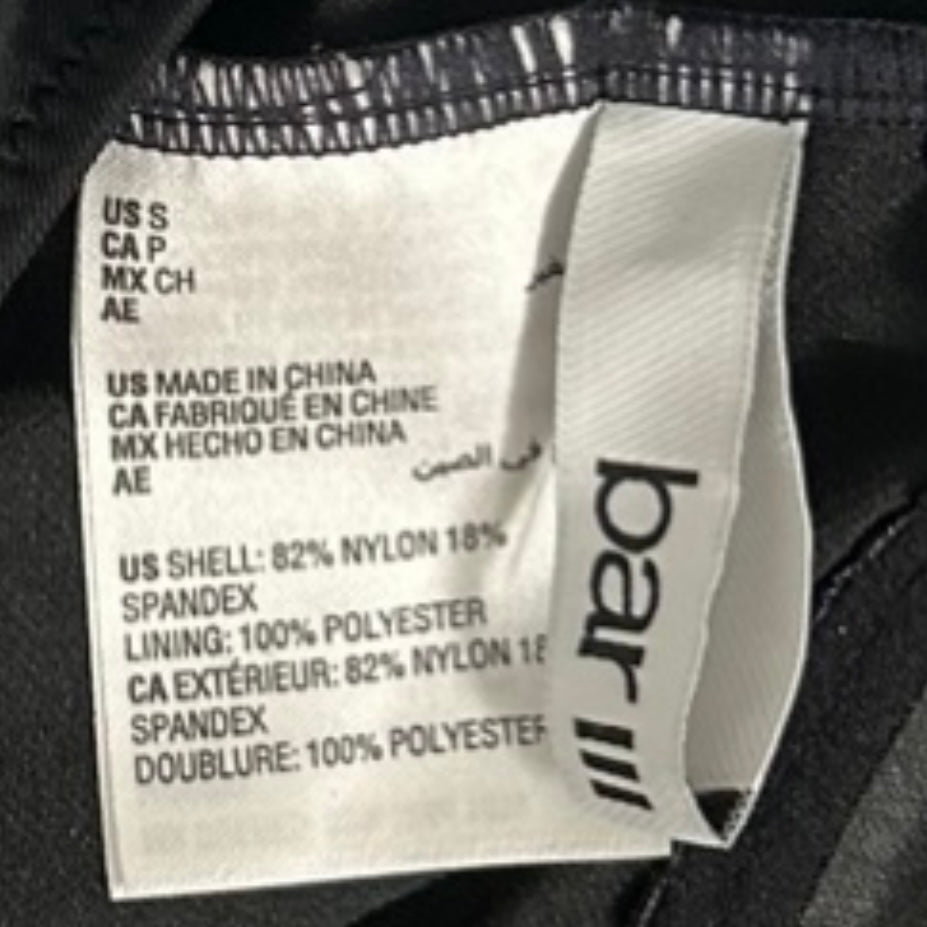 US S
CA P
MX CH
AE
US MADE IN CHINA
CA FABRIQUÉ EN CHINE
MX HECHO EN CHINA
AE في الصين
US SHELL: 82% NYLON 18%
SPANDEX
LINING: 100% POLYESTER
CA EXTÉRIEUR: 82% NYLON 18
SPANDEX
DOUBLURE: 100% POLYESTER
bar III